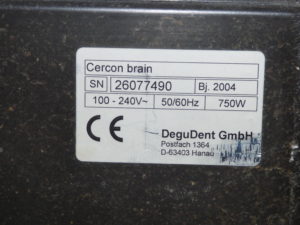 Cercon brain
SN 26077490 Bj. 2004
100 - 240V~ 50/60Hz 750W
CE DeguDent GmbH
Postfach 1364
D-63403 Hanau